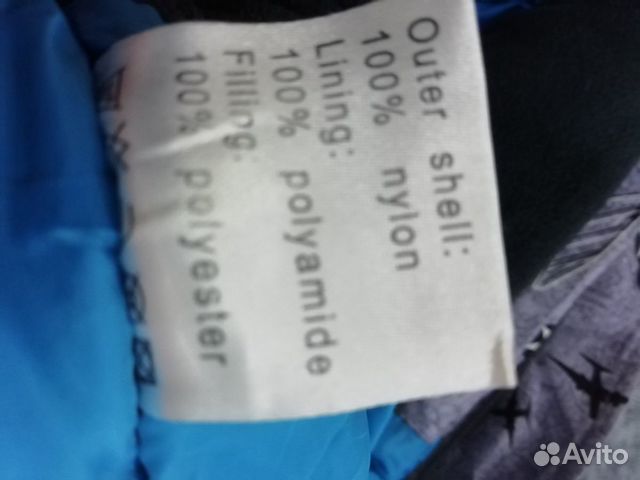 Outer shell:
100% nylon
Lining:
100% polyamide
Filling:
100% polyester
Avito